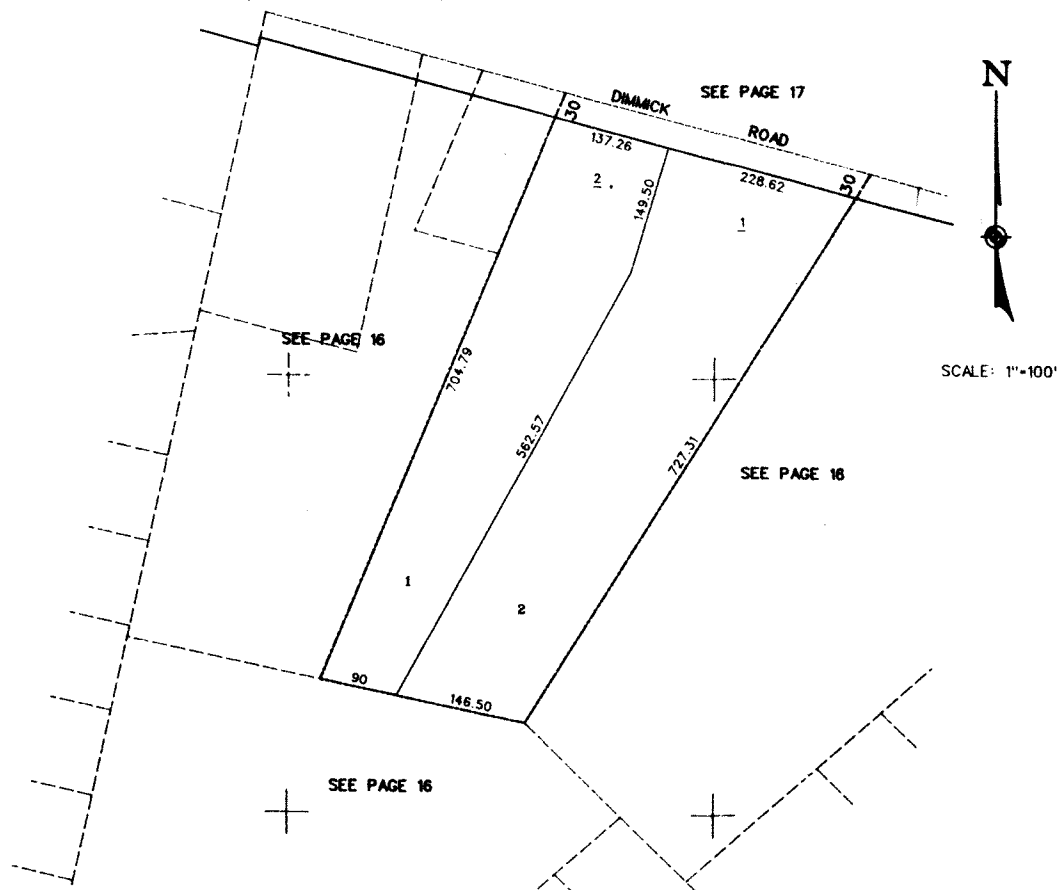 N
SEE PAGE 17
DIMMICK ROAD
30
30
137.26
228.62
2
149.50
1
SEE PAGE 16
704.79
562.57
727.31
SCALE: 1"=100'
SEE PAGE 16
1
2
90
146.50
SEE PAGE 16